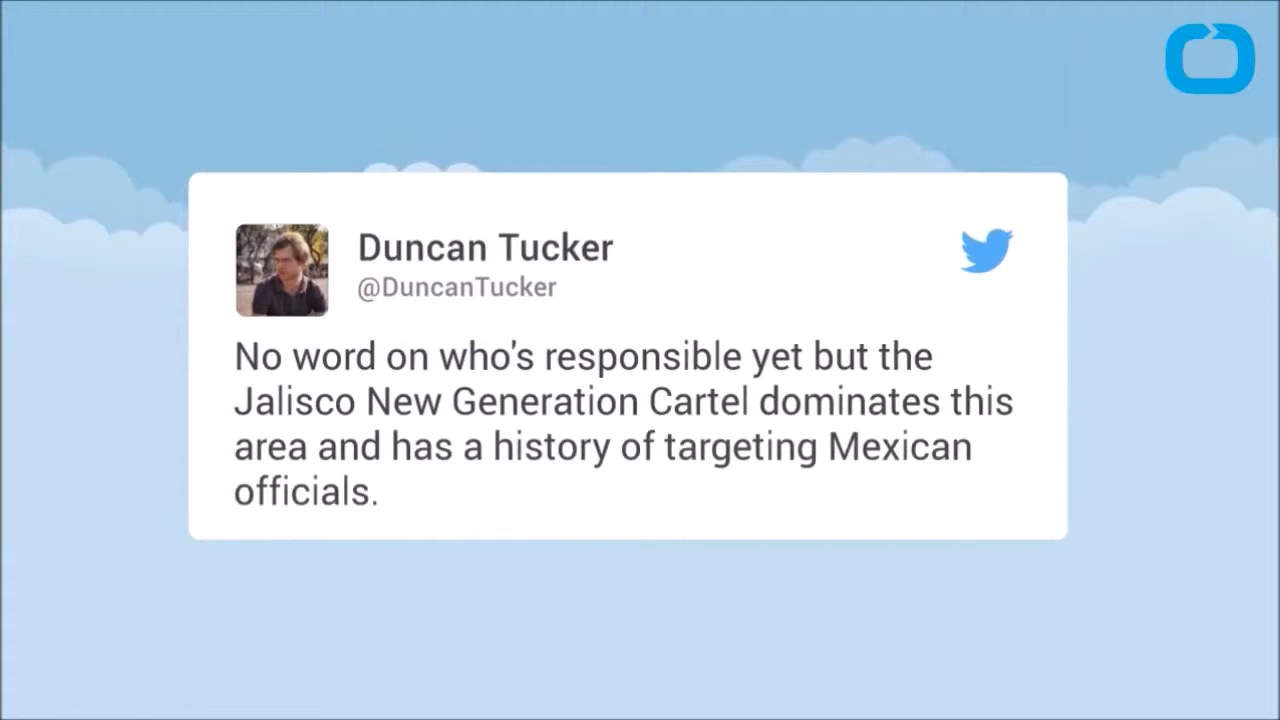 Duncan Tucker
@DuncanTucker
No word on who's responsible yet but the
Jalisco New Generation Cartel dominates this
area and has a history of targeting Mexican
officials.